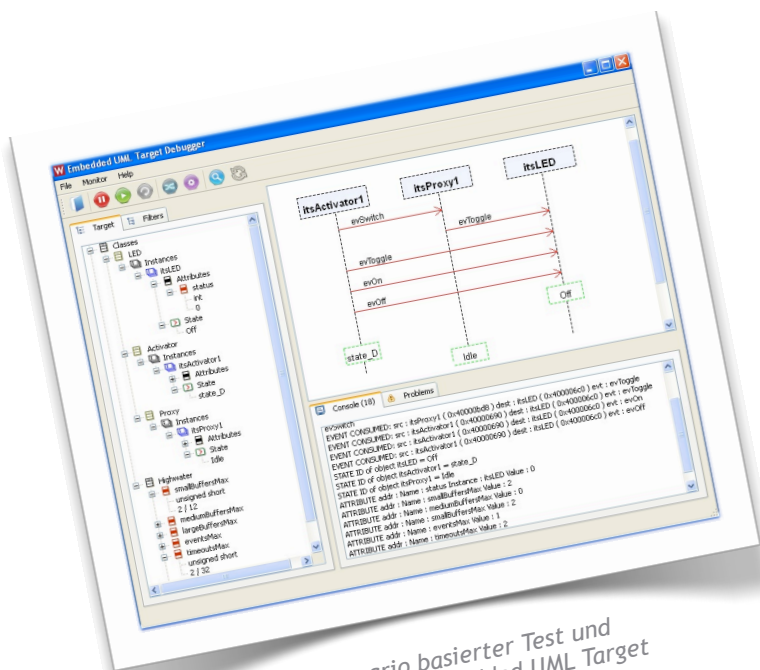 W Embedded UML Target Debugger
File Monitor Help
Target
Filters
Classes
LED
Instances
itsLED
Attributes
status
int
0
State
Off
Activator
Instances
itsActivator1
Attributes
State
state_D
Proxy
Instances
itsProxy1
Attributes
State
Idle
Highwater
smallBuffersMax
unsigned short
2 / 12
mediumBuffersMax
largeBuffersMax
eventsMax
timeoutsMax
unsigned short
2 / 32
itsActivator1
itsProxy1
itsLED
evSwitch
evToggle
evToggle
evOn
evOff
Off
state_D
Idle
Console (18)
Problems
evSwitch
EVENT CONSUMED: src : itsProxy1 ( 0x40000bd8 ) dest : itsLED ( 0x400006c0 ) evt : evToggle
EVENT CONSUMED: src : itsActivator1 ( 0x40000690 ) dest : itsLED ( 0x400006c0 ) evt : evToggle
EVENT CONSUMED: src : itsActivator1 ( 0x40000690 ) dest : itsLED ( 0x400006c0 ) evt : evOn
EVENT CONSUMED: src : itsActivator1 ( 0x40000690 ) dest : itsLED ( 0x400006c0 ) evt : evOff
STATE ID of object itsLED = Off
STATE ID of object itsActivator1 = state_D
STATE ID of object itsProxy1 = Idle
ATTRIBUTE addr : Name : status Instance : itsLED Value : 0
ATTRIBUTE addr : Name : smallBuffersMax Value : 2
ATTRIBUTE addr : Name : mediumBuffersMax Value : 0
ATTRIBUTE addr : Name : smallBuffersMax Value : 2
ATTRIBUTE addr : Name : eventsMax Value : 1
ATTRIBUTE addr : Name : timeoutsMax Value : 2
basierter Test und
UML Target